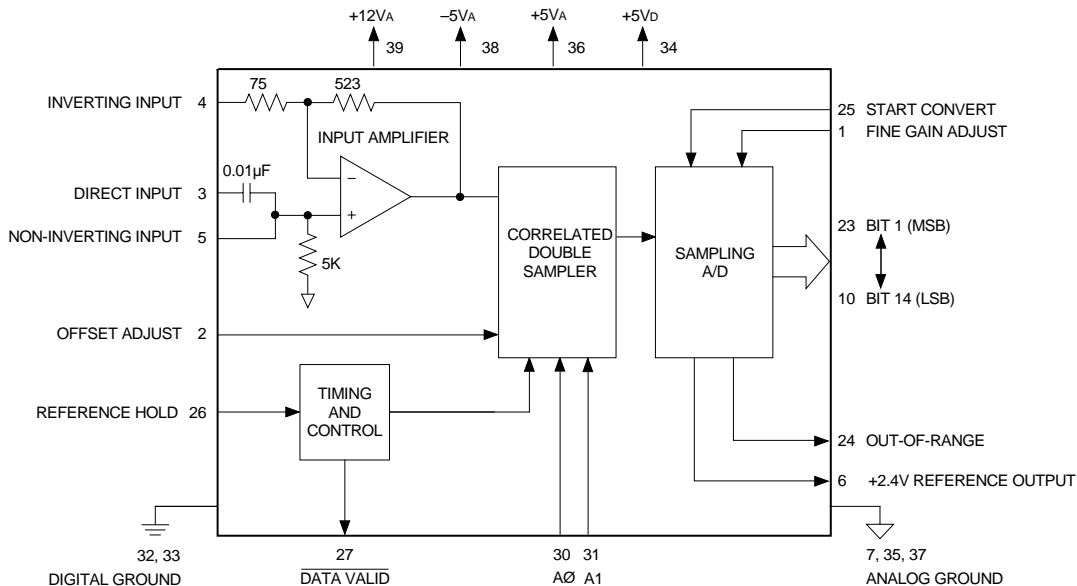 +12VA
–5VA
+5VA
+5VD
39
38
36
34
75
523
INVERTING INPUT 4
25 START CONVERT
1 FINE GAIN ADJUST
INPUT AMPLIFIER
0.01µF
DIRECT INPUT 3
–
+
NON-INVERTING INPUT 5
5K
CORRELATED
DOUBLE
SAMPLER
SAMPLING
A/D
23 BIT 1 (MSB)
10 BIT 14 (LSB)
OFFSET ADJUST 2
REFERENCE HOLD 26
TIMING
AND
CONTROL
24 OUT-OF-RANGE
6 +2.4V REFERENCE OUTPUT
32, 33
DIGITAL GROUND
27
DATA VALID
30 31
AØ A1
7, 35, 37
ANALOG GROUND